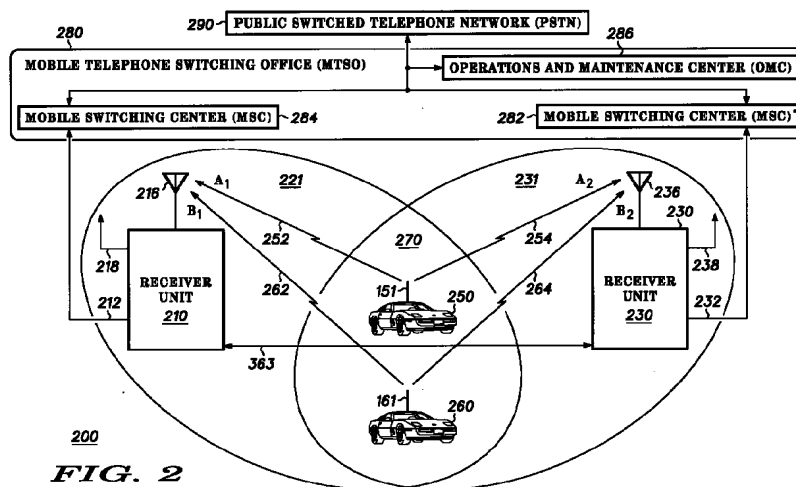 290 PUBLIC SWITCHED TELEPHONE NETWORK (PSTN)
280
286
MOBILE TELEPHONE SWITCHING OFFICE (MTSO)
OPERATIONS AND MAINTENANCE CENTER (OMC)
MOBILE SWITCHING CENTER (MSC) 284
282 MOBILE SWITCHING CENTER (MSC)
216 A1 221 231 A2 236
B1 B2 230
252 270 254
218 262 264 238
RECEIVER UNIT 210
151 250
RECEIVER UNIT 230
212 232
363
161 260
200
FIG. 2